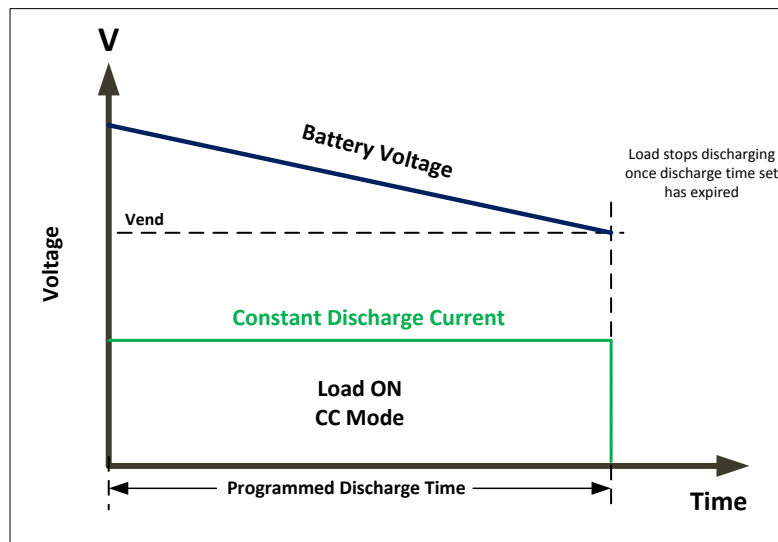 V
Battery Voltage
Load stops discharging
once discharge time set
has expired
Vend
Voltage
Constant Discharge Current
Load ON
CC Mode
Programmed Discharge Time
Time